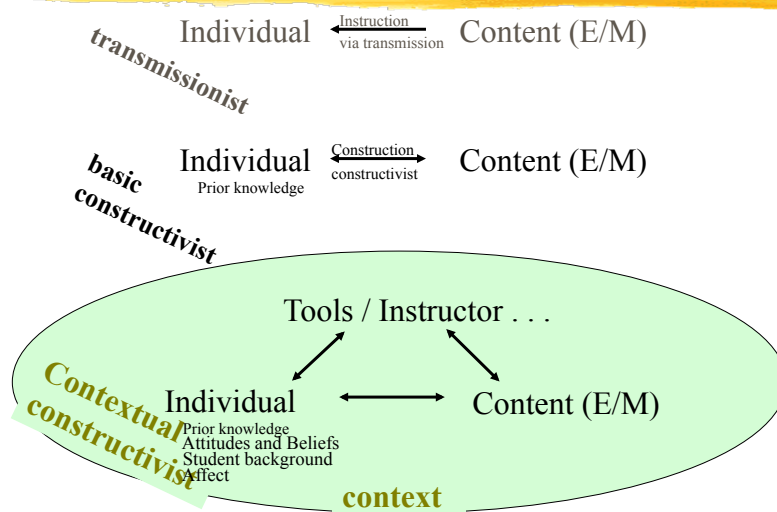 Individual Instruction Content (E/M)
via transmission
transmissionist
Individual Construction Content (E/M)
Prior knowledge constructivist
basic
constructivist
Tools / Instructor . . .
Contextual
constructivist
Individual Content (E/M)
Prior knowledge
Attitudes and Beliefs
Student background
Affect
context